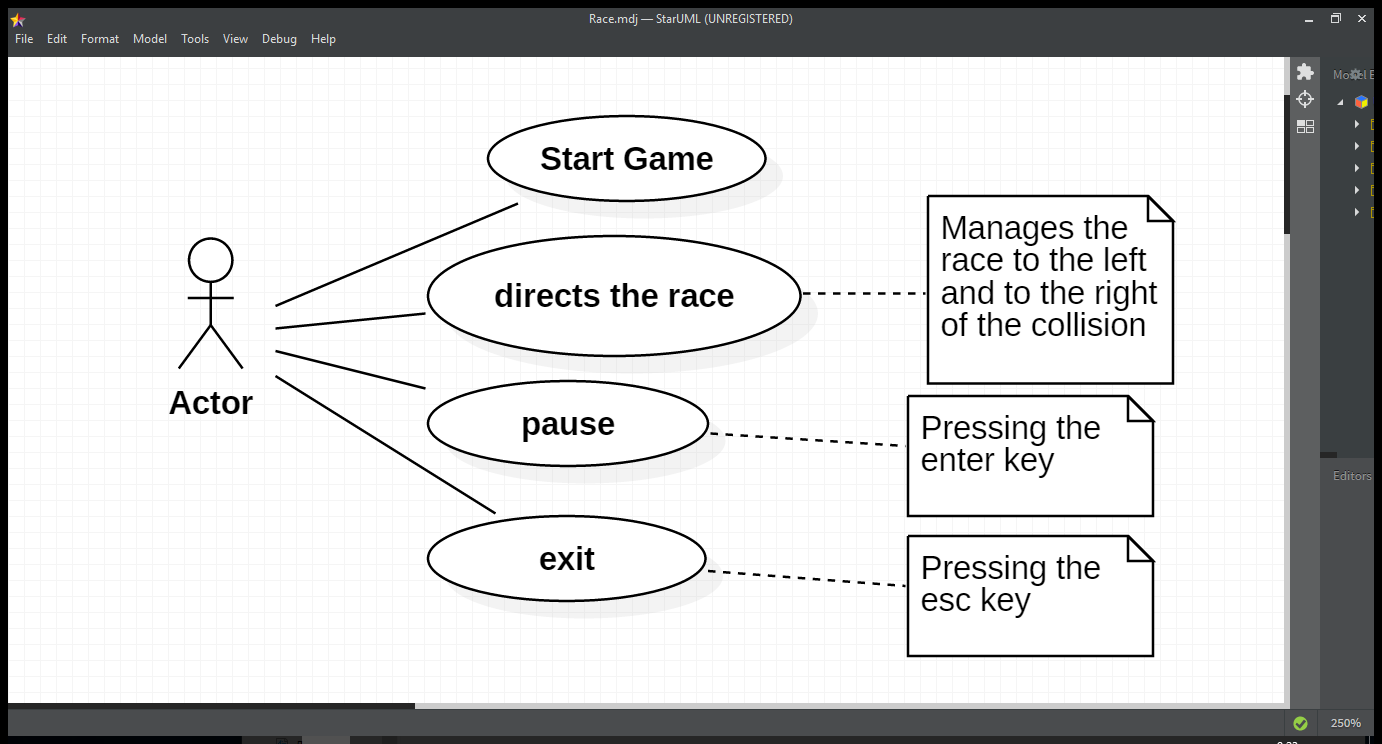 Race.mdj — StarUML (UNREGISTERED)
File Edit Format Model Tools View Debug Help
Start Game
directs the race
pause
exit
Actor
Manages the
race to the left
and to the right
of the collision
Pressing the
enter key
Pressing the
esc key
Editors
250%